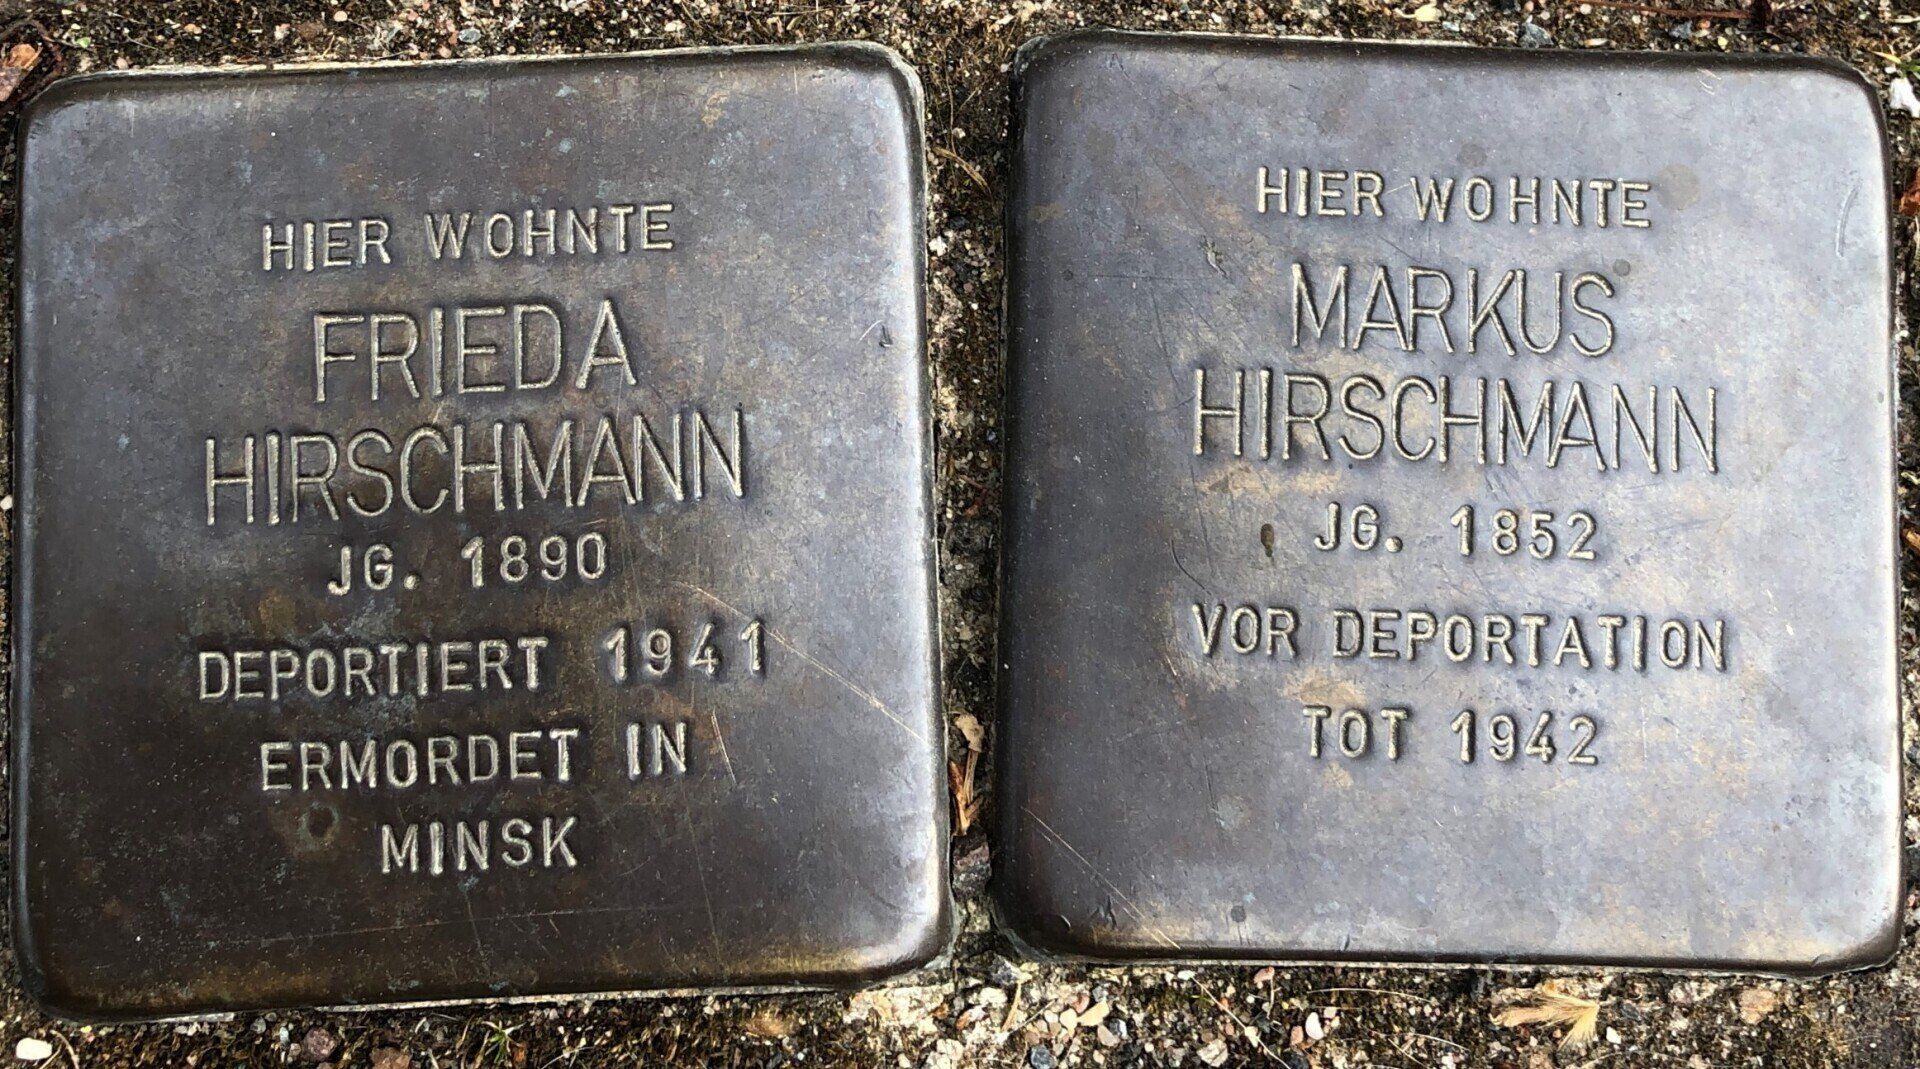 HIER WOHNTE
FRIEDA
HIRSCHMANN
JG. 1890
DEPORTIERT 1941
ERMORDET IN
MINSK
HIER WOHNTE
MARKUS
HIRSCHMANN
JG. 1852
VOR DEPORTATION
TOT 1942